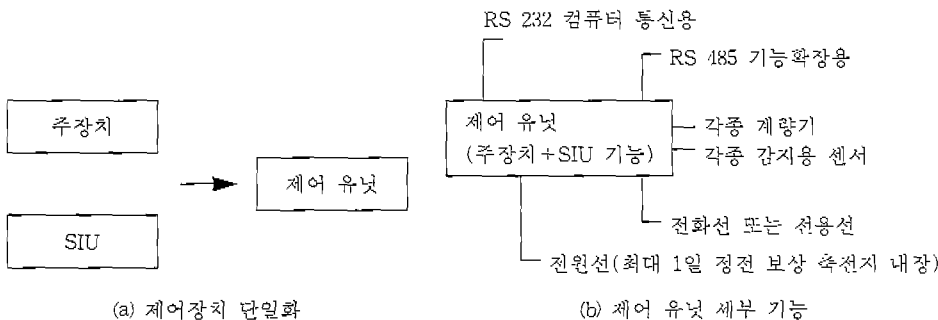 RS 232 컴퓨터 통신용
RS 485 기능확장용
주장치
제어 유닛
(주장치+SIU 기능)
각종 계량기
각종 감지용 센서
제어 유닛
SIU
전화선 또는 전용선
전원선(최대 1일 정전 보상 축전지 내장)
(a) 제어장치 단일화
(b) 제어 유닛 세부 기능